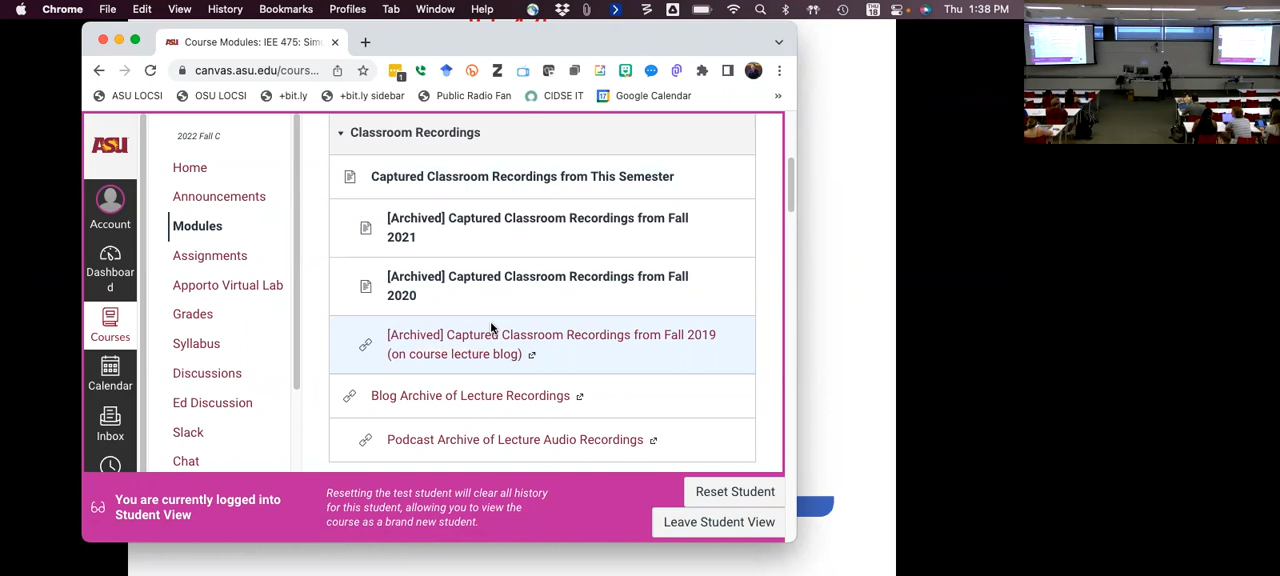 Chrome File Edit View History Bookmarks Profiles Tab Window Help THU 18 Thu 1:38 PM
ASU Course Modules: IEE 475: Sim
canvas.asu.edu/cours... 1
ASU LOCSI OSU LOCSI +bit.ly +bit.ly sidebar Public Radio Fan CIDSE IT 17 Google Calendar »
ASU
Account
Dashboar
d
Courses
Calendar
Inbox
2022 Fall C
Home
Announcements
Modules
Assignments
Apporto Virtual Lab
Grades
Syllabus
Discussions
Ed Discussion
Slack
Chat
Classroom Recordings
Captured Classroom Recordings from This Semester
[Archived] Captured Classroom Recordings from Fall
2021
[Archived] Captured Classroom Recordings from Fall
2020
[Archived] Captured Classroom Recordings from Fall 2019
(on course lecture blog)
Blog Archive of Lecture Recordings
Podcast Archive of Lecture Audio Recordings
You are currently logged into
Student View
Resetting the test student will clear all history
for this student, allowing you to view the
course as a brand new student.
Reset Student
Leave Student View